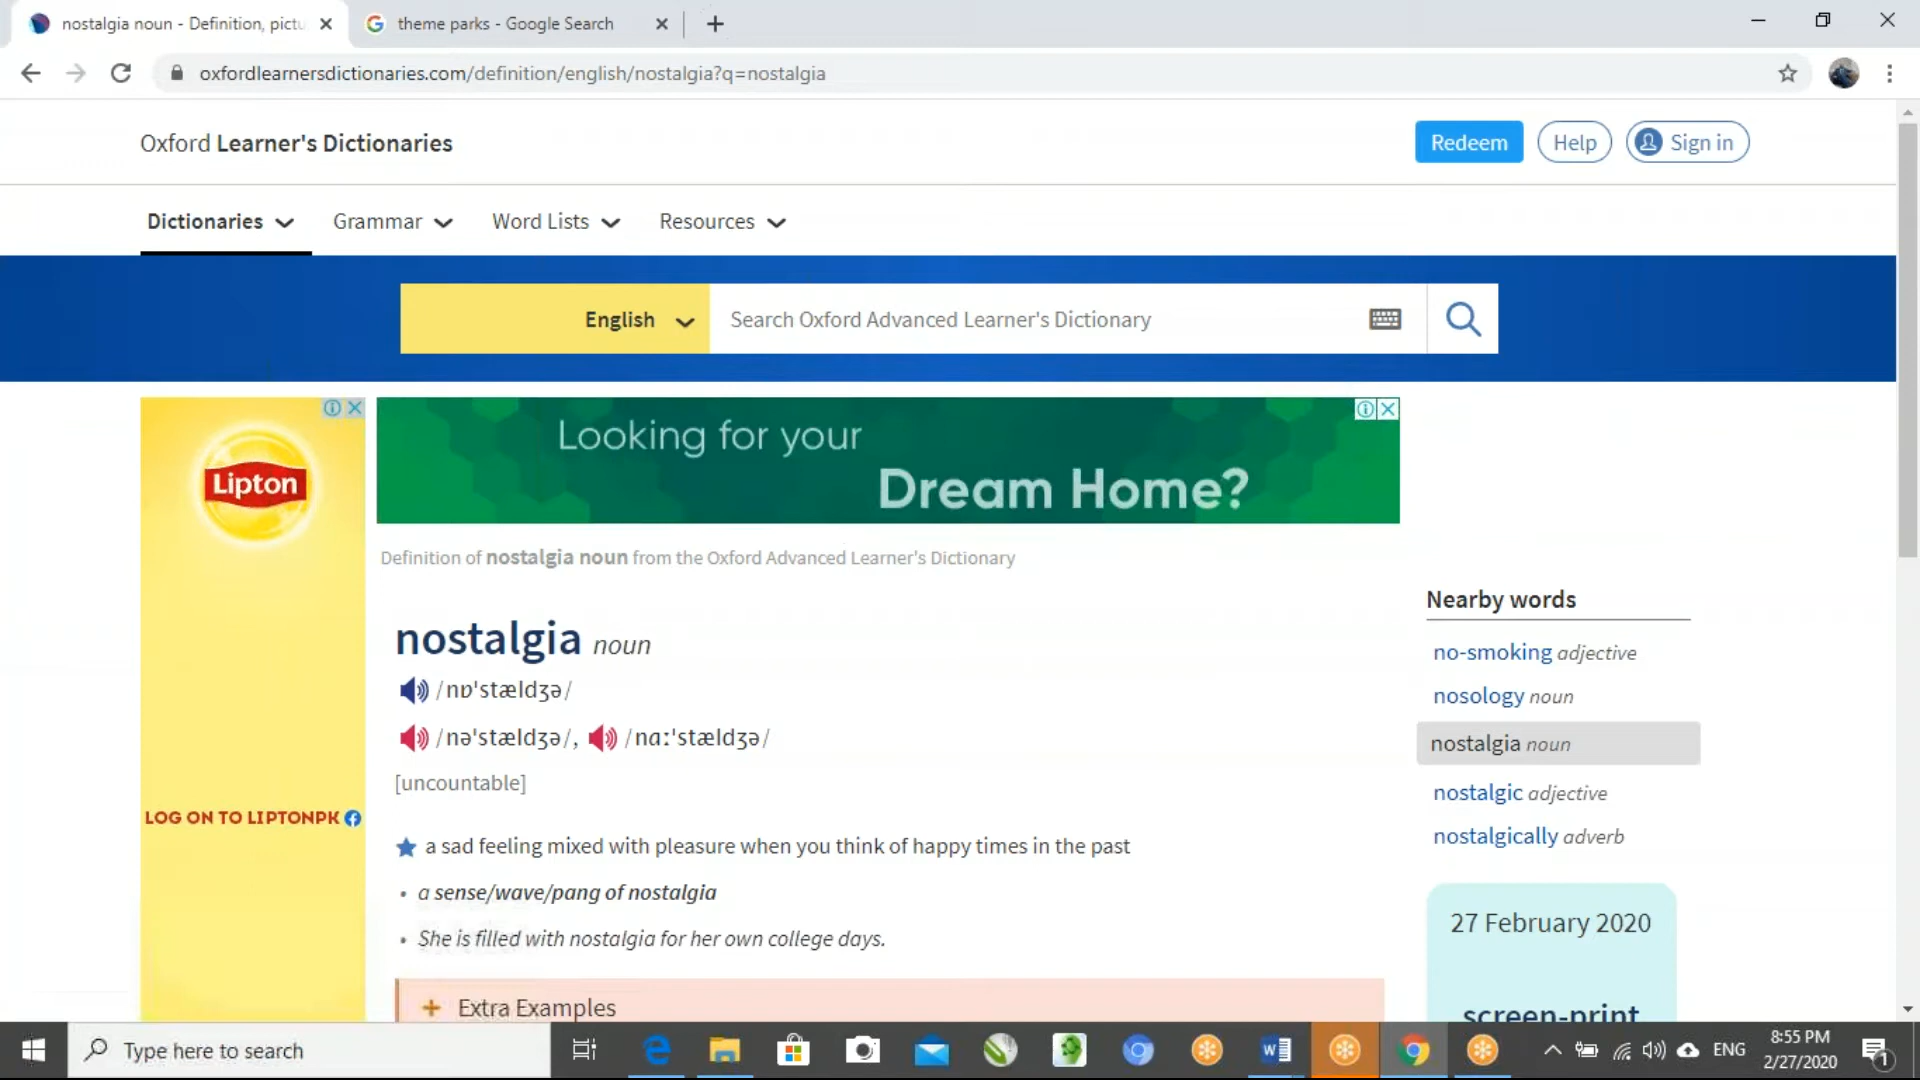 nostalgia noun - Definition, pictu
theme parks - Google Search
oxfordlearnersdictionaries.com/definition/english/nostalgia?q=nostalgia
Oxford Learner's Dictionaries
Redeem
Help
Sign in
Dictionaries
Grammar
Word Lists
Resources
English
Search Oxford Advanced Learner's Dictionary
Lipton
LOG ON TO LIPTONPK
Looking for your
Dream Home?
Definition of nostalgia noun from the Oxford Advanced Learner's Dictionary
nostalgia noun
/nɒˈstældʒə/
/nəˈstældʒə/, /nɑːˈstældʒə/
[uncountable]
a sad feeling mixed with pleasure when you think of happy times in the past
• a sense/wave/pang of nostalgia
• She is filled with nostalgia for her own college days.
+ Extra Examples
Nearby words
no-smoking adjective
nosology noun
nostalgia noun
nostalgic adjective
nostalgically adverb
27 February 2020
screen-print
Type here to search
ENG
8:55 PM
2/27/2020
1